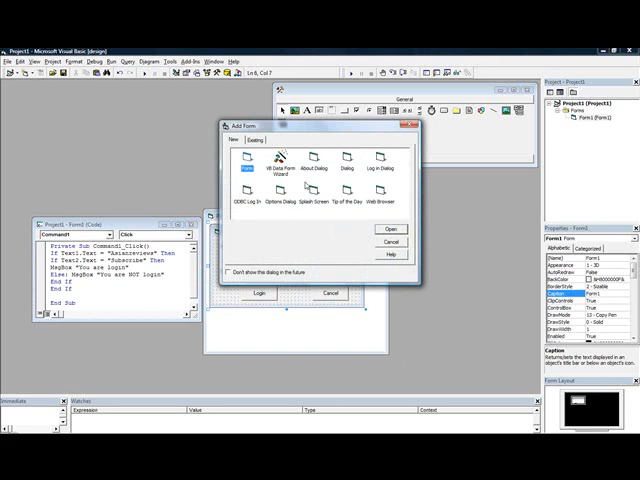 Project1 - Microsoft Visual Basic [design]
File Edit View Project Format Debug Run Query Diagram Tools Add-Ins Window Help
Ln 6, Col 7
General
Project - Project1
Project1 (Project1)
Forms
Form1 (Form1)
Add Form
New Existing
Form VB Data Form Wizard About Dialog Dialog Log in Dialog
ODBC Log In Options Dialog Splash Screen Tip of the Day Web Browser
Open
Cancel
Help
Don't show this dialog in the future
Login Cancel
Project1 - Form1 (Code)
Command1 Click
Private Sub Command1_Click()
If Text1.Text = "Asianreviews" Then
If Text2.Text = "Subscribe" Then
MsgBox "You are login"
Else: MsgBox "You are NOT login"
End If
End If
End Sub
Properties - Form1
Form1 Form
Alphabetic Categorized
(Name) Form1
Appearance 1 - 3D
AutoRedraw False
BackColor &H8000000F&
BorderStyle 2 - Sizable
Caption Form1
ClipControls True
ControlBox True
DrawMode 13 - Copy Pen
DrawStyle 0 - Solid
DrawWidth 1
Enabled True
Caption
Returns/sets the text displayed in an object's title bar or below an object's icon.
Form Layout
Immediate
Watches
Expression Value Type Context